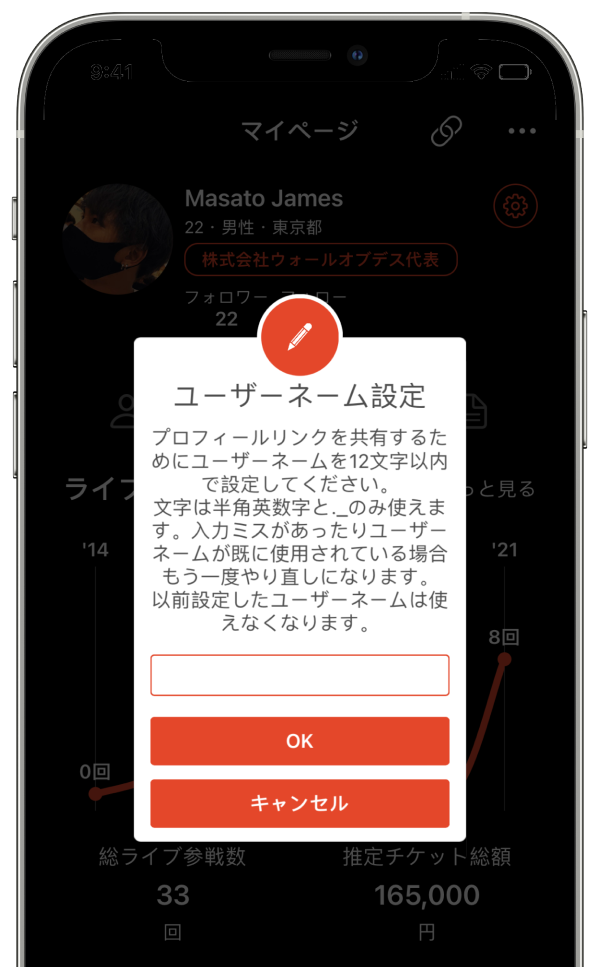 9:41
マイページ
Masato James
22・男性・東京都
株式会社ウォールオブデス代表
フォロワー フォロー
22
ユーザーネーム設定
プロフィールリンクを共有するた
めにユーザーネームを12文字以内
で設定してください。
文字は半角英数字と._のみ使えま
す。入力ミスがあったりユーザー
ネームが既に使用されている場合
もう一度やり直しになります。
以前設定したユーザーネームは使
えなくなります。
ライブ
っと見る
'14
'21
8回
0回
OK
キャンセル
総ライブ参戦数
推定チケット総額
33
165,000
回
円